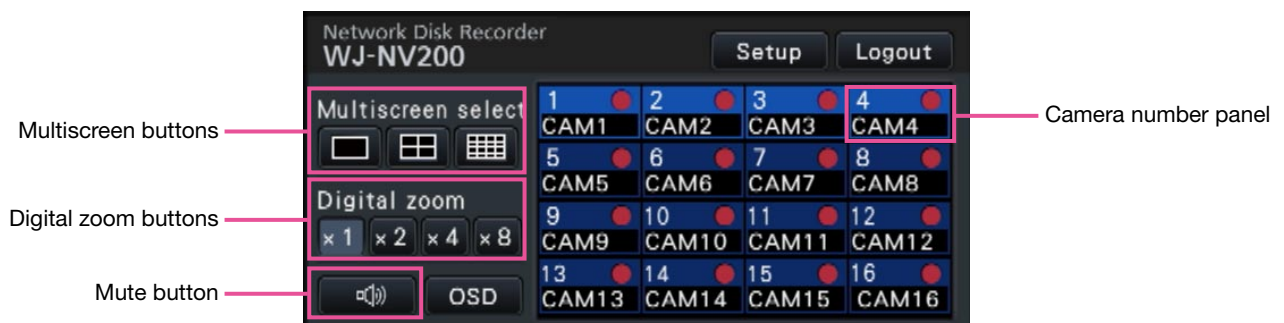 Network Disk Recorder
WJ-NV200
Setup
Logout
Multiscreen buttons
Multiscreen select
Digital zoom buttons
Digital zoom
×1 ×2 ×4 ×8
Mute button
OSD
1 2 3 4
CAM1 CAM2 CAM3 CAM4
5 6 7 8
CAM5 CAM6 CAM7 CAM8
9 10 11 12
CAM9 CAM10 CAM11 CAM12
13 14 15 16
CAM13 CAM14 CAM15 CAM16
Camera number panel